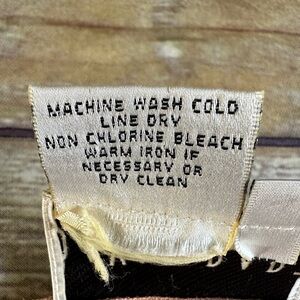 MACHINE WASH COLD
LINE DRY
NON CHLORINE BLEACH
WARM IRON IF
NECESSARY OR
DRY CLEAN